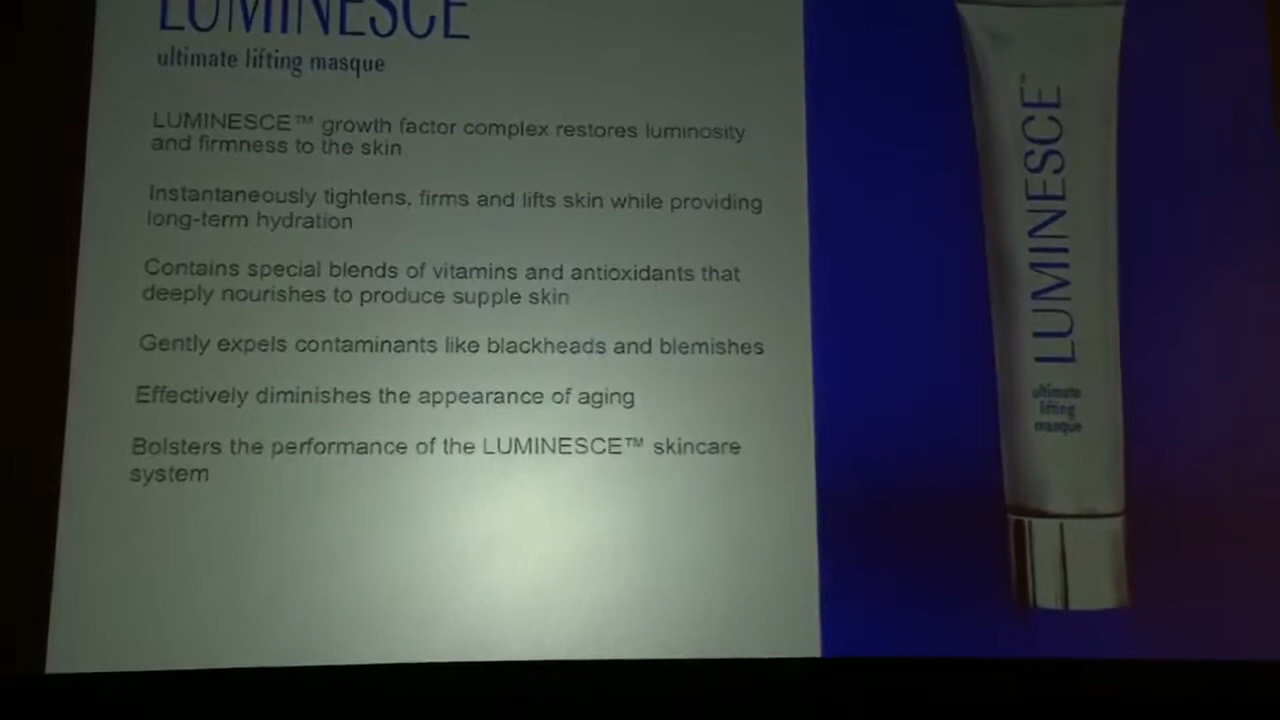 LUMINESCE
ultimate lifting masque
LUMINESCE™ growth factor complex restores luminosity
and firmness to the skin
Instantaneously tightens, firms and lifts skin while providing
long-term hydration
Contains special blends of vitamins and antioxidants that
deeply nourishes to produce supple skin
Gently expels contaminants like blackheads and blemishes
Effectively diminishes the appearance of aging
Bolsters the performance of the LUMINESCE™ skincare
system
LUMINESCE™
ultimate
lifting
masque